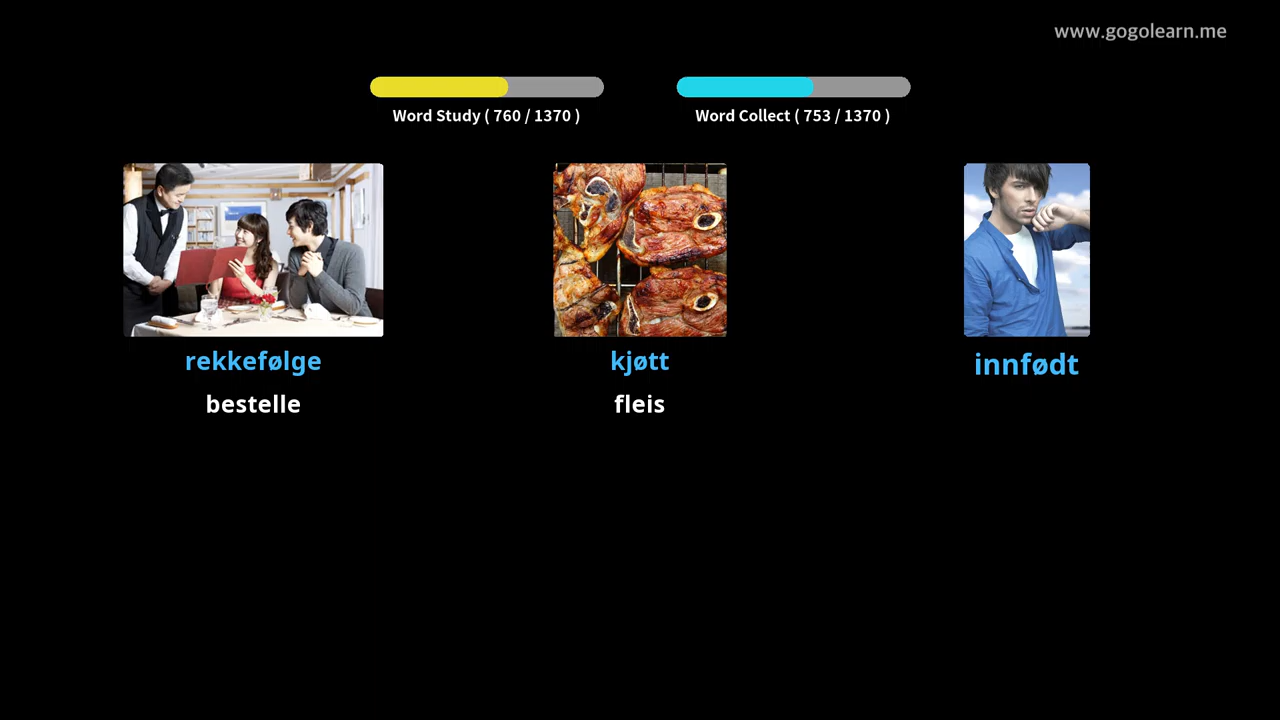 www.gogolearn.me
Word Study ( 760 / 1370 )
Word Collect ( 753 / 1370 )
rekkefølge
bestelle
kjøtt
fleis
innfødt